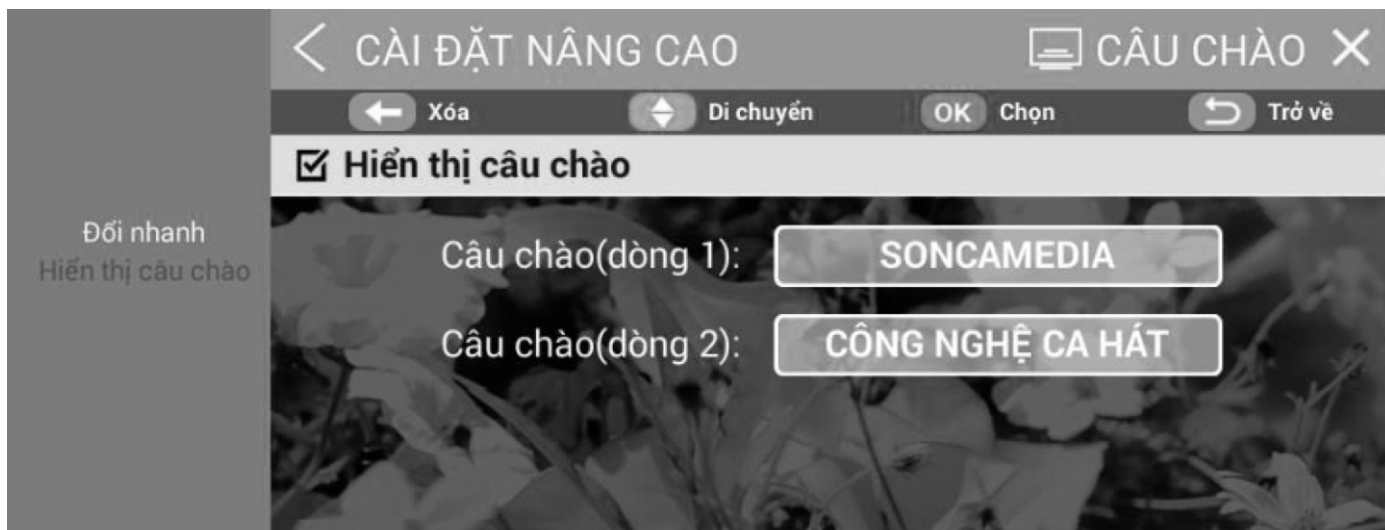 CÀI ĐẶT NÂNG CAO CÂU CHÀO
Xóa Di chuyển OK Chọn Trở về
Hiển thị câu chào
Đổi nhanh
Hiển thị câu chào
Câu chào(dòng 1): SONCAMEDIA
Câu chào(dòng 2): CÔNG NGHỆ CA HÁT